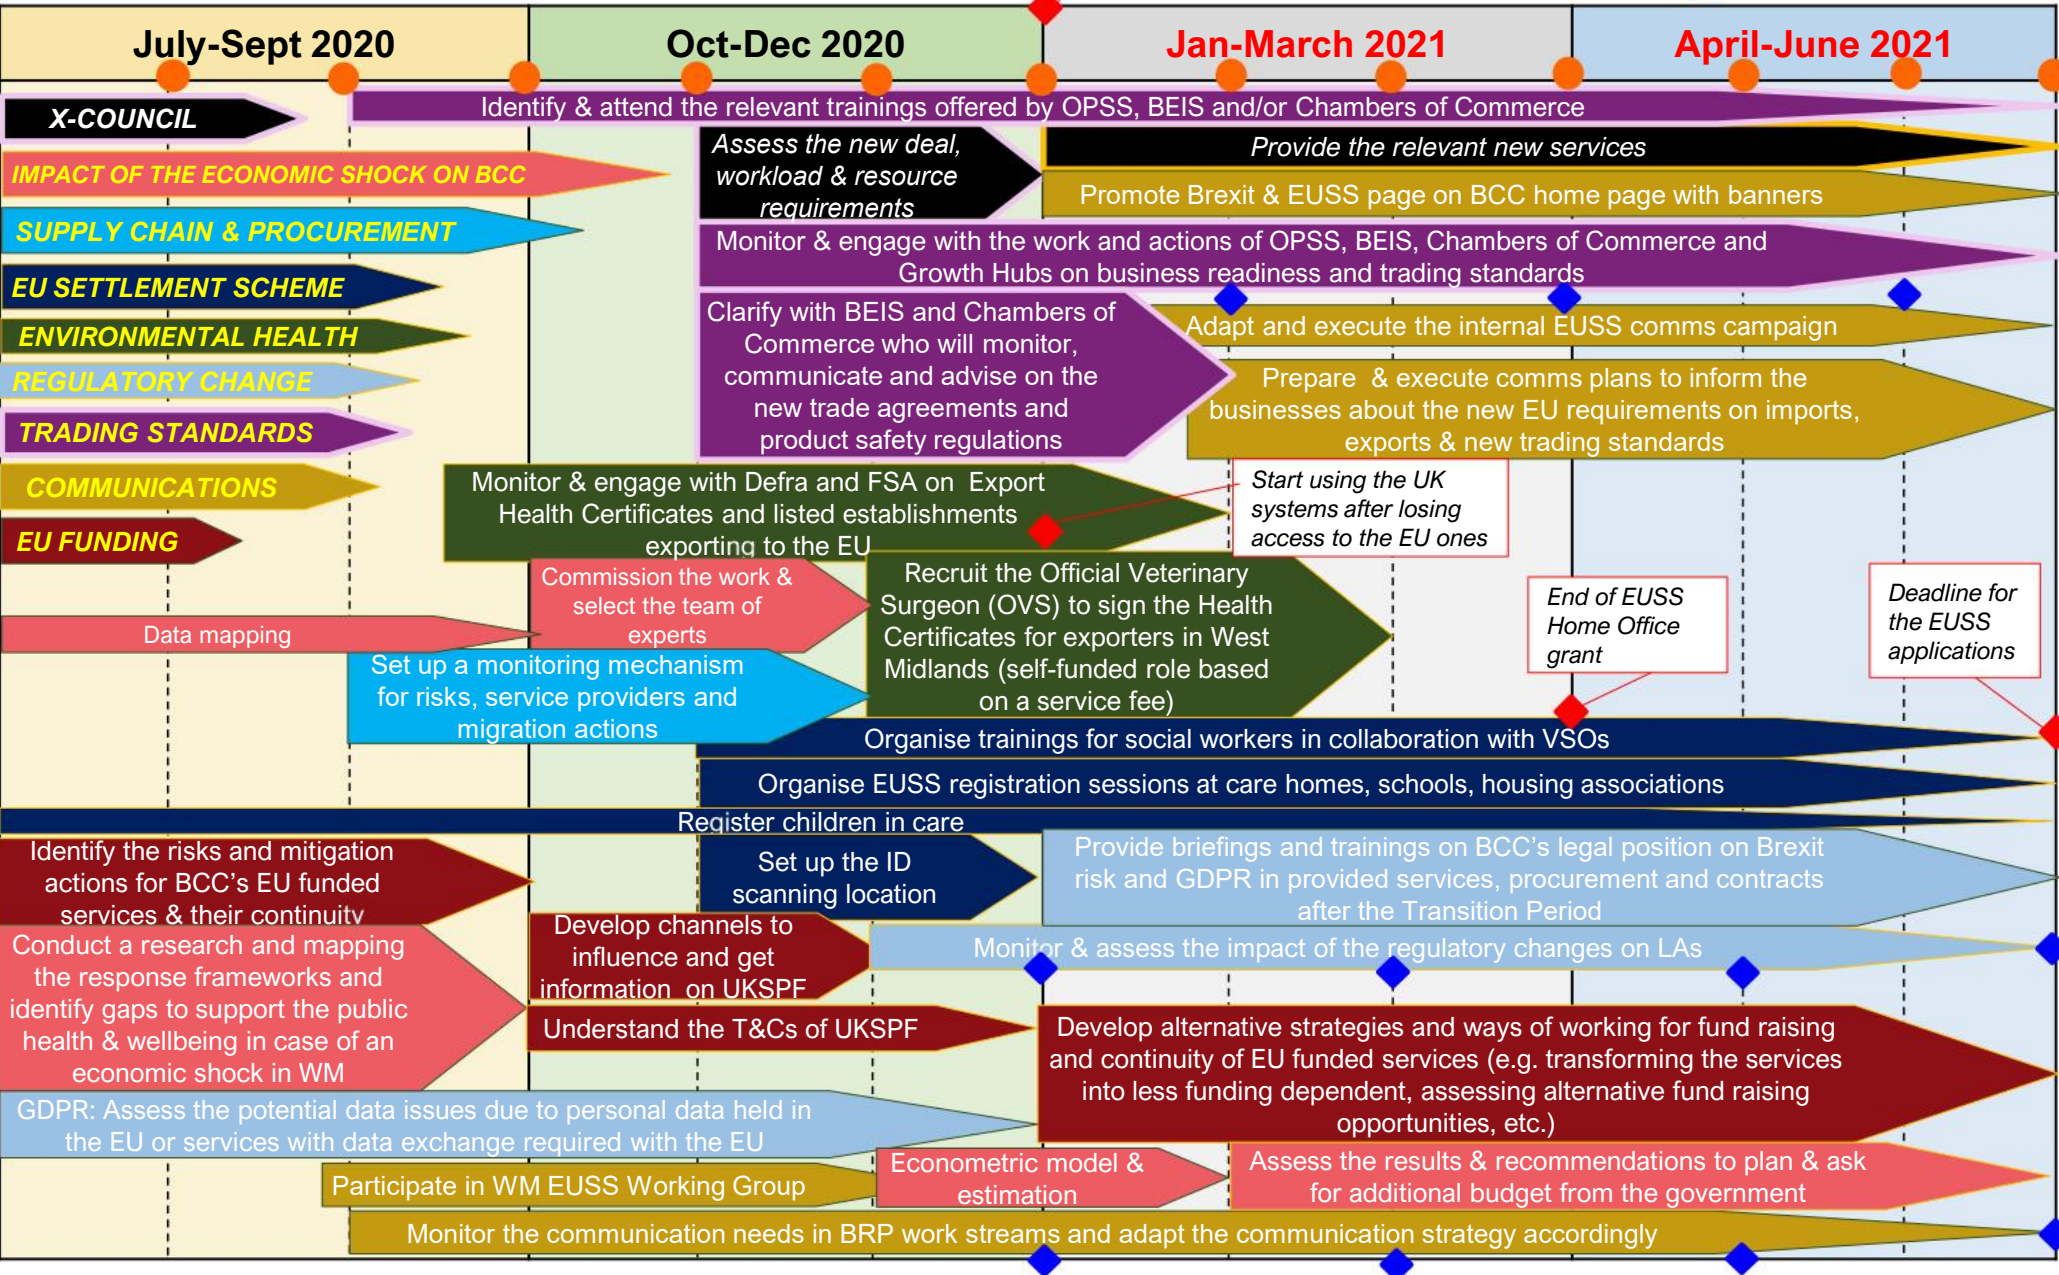 July-Sept 2020
Oct-Dec 2020
Jan-March 2021
April-June 2021
X-COUNCIL
IMPACT OF THE ECONOMIC SHOCK ON BCC
SUPPLY CHAIN & PROCUREMENT
EU SETTLEMENT SCHEME
ENVIRONMENTAL HEALTH
REGULATORY CHANGE
TRADING STANDARDS
COMMUNICATIONS
EU FUNDING
Identify & attend the relevant trainings offered by OPSS, BEIS and/or Chambers of Commerce
Assess the new deal,
workload & resource
requirements
Provide the relevant new services
Promote Brexit & EUSS page on BCC home page with banners
Monitor & engage with the work and actions of OPSS, BEIS, Chambers of Commerce and
Growth Hubs on business readiness and trading standards
Clarify with BEIS and Chambers of
Commerce who will monitor,
communicate and advise on the
new trade agreements and
product safety regulations
Adapt and execute the internal EUSS comms campaign
Prepare & execute comms plans to inform the
businesses about the new EU requirements on imports,
exports & new trading standards
Monitor & engage with Defra and FSA on Export
Health Certificates and listed establishments
exporting to the EU
Start using the UK
systems after losing
access to the EU ones
Commission the work &
select the team of
experts
Recruit the Official Veterinary
Surgeon (OVS) to sign the Health
Certificates for exporters in West
Midlands (self-funded role based
on a service fee)
End of EUSS
Home Office
grant
Deadline for
the EUSS
applications
Data mapping
Set up a monitoring mechanism
for risks, service providers and
migration actions
Organise trainings for social workers in collaboration with VSOs
Organise EUSS registration sessions at care homes, schools, housing associations
Register children in care
Identify the risks and mitigation
actions for BCC's EU funded
services & their continuity
Set up the ID
scanning location
Provide briefings and trainings on BCC's legal position on Brexit
risk and GDPR in provided services, procurement and contracts
after the Transition Period
Develop channels to
influence and get
information on UKSPF
Monitor & assess the impact of the regulatory changes on LAs
Conduct a research and mapping
the response frameworks and
identify gaps to support the public
health & wellbeing in case of an
economic shock in WM
Understand the T&Cs of UKSPF
Develop alternative strategies and ways of working for fund raising
and continuity of EU funded services (e.g. transforming the services
into less funding dependent, assessing alternative fund raising
opportunities, etc.)
GDPR: Assess the potential data issues due to personal data held in
the EU or services with data exchange required with the EU
Participate in WM EUSS Working Group
Econometric model &
estimation
Assess the results & recommendations to plan & ask
for additional budget from the government
Monitor the communication needs in BRP work streams and adapt the communication strategy accordingly